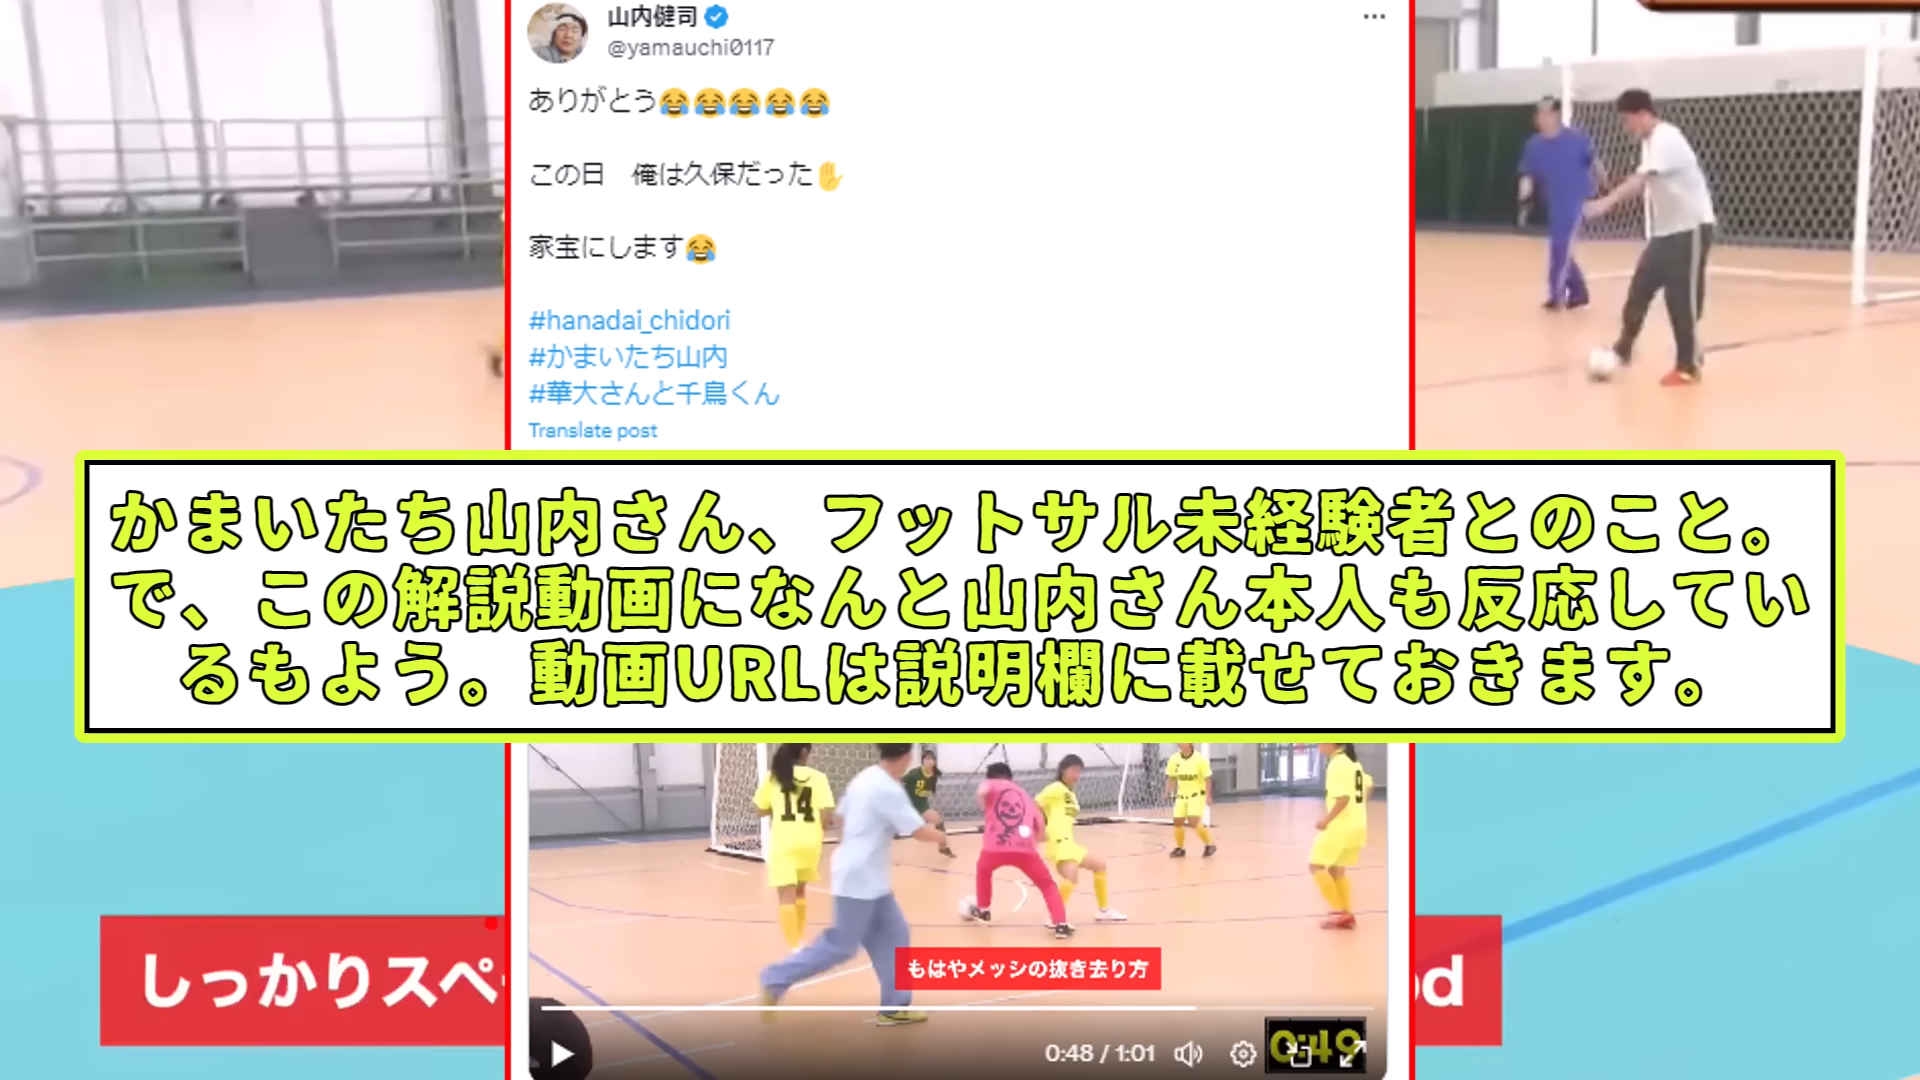 山内健司
@yamauchi0117
ありがとう😂😂😂😂😂
この日　俺は久保だった✋
家宝にします😂
#hanadai_chidori
#かまいたち山内
#華大さんと千鳥くん
Translate post
かまいたち山内さん、フットサル未経験者とのこと。
で、この解説動画になんと山内さん本人も反応してい
るもよう。動画URLは説明欄に載せておきます。
14
9
もはやメッシの抜き去り方
しっかりスペ
od
0:48 / 1:01
0:49